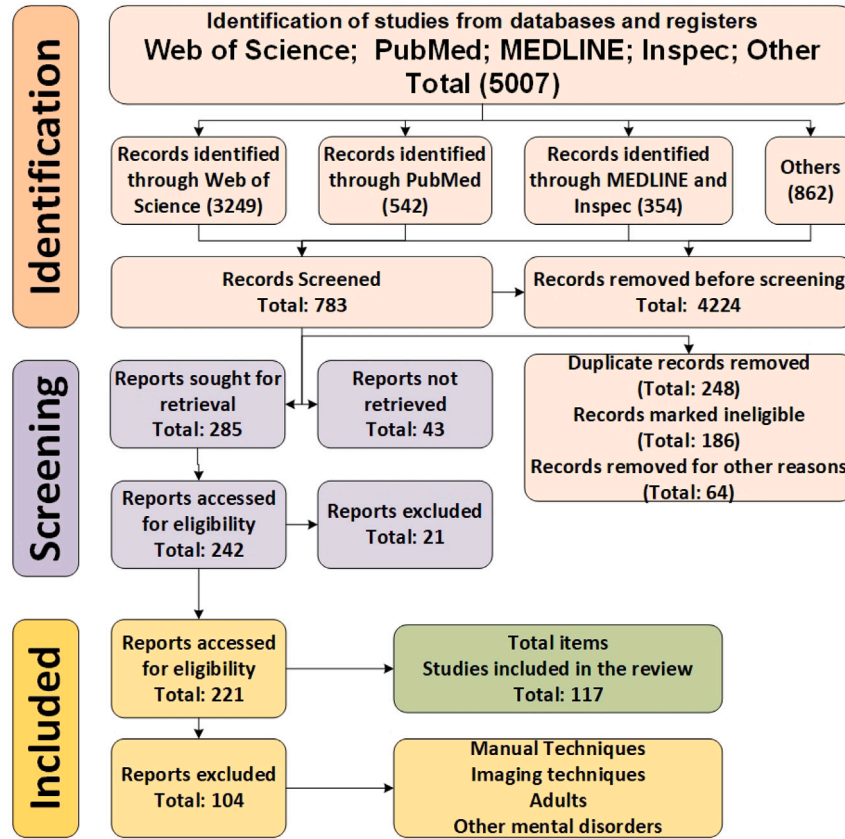 Identification
Identification of studies from databases and registers
Web of Science; PubMed; MEDLINE; Inspec; Other
Total (5007)
Records identified
through Web of
Science (3249)
Records identified
through PubMed
(542)
Records identified
through MEDLINE and
Inspec (354)
Others
(862)
Records Screened
Total: 783
Records removed before screening
Total: 4224
Screening
Reports sought for
retrieval
Total: 285
Reports not
retrieved
Total: 43
Duplicate records removed
(Total: 248)
Records marked ineligible
(Total: 186)
Records removed for other reasons
(Total: 64)
Reports accessed
for eligibility
Total: 242
Reports excluded
Total: 21
Included
Reports accessed
for eligibility
Total: 221
Total items
Studies included in the review
Total: 117
Reports excluded
Total: 104
Manual Techniques
Imaging techniques
Adults
Other mental disorders